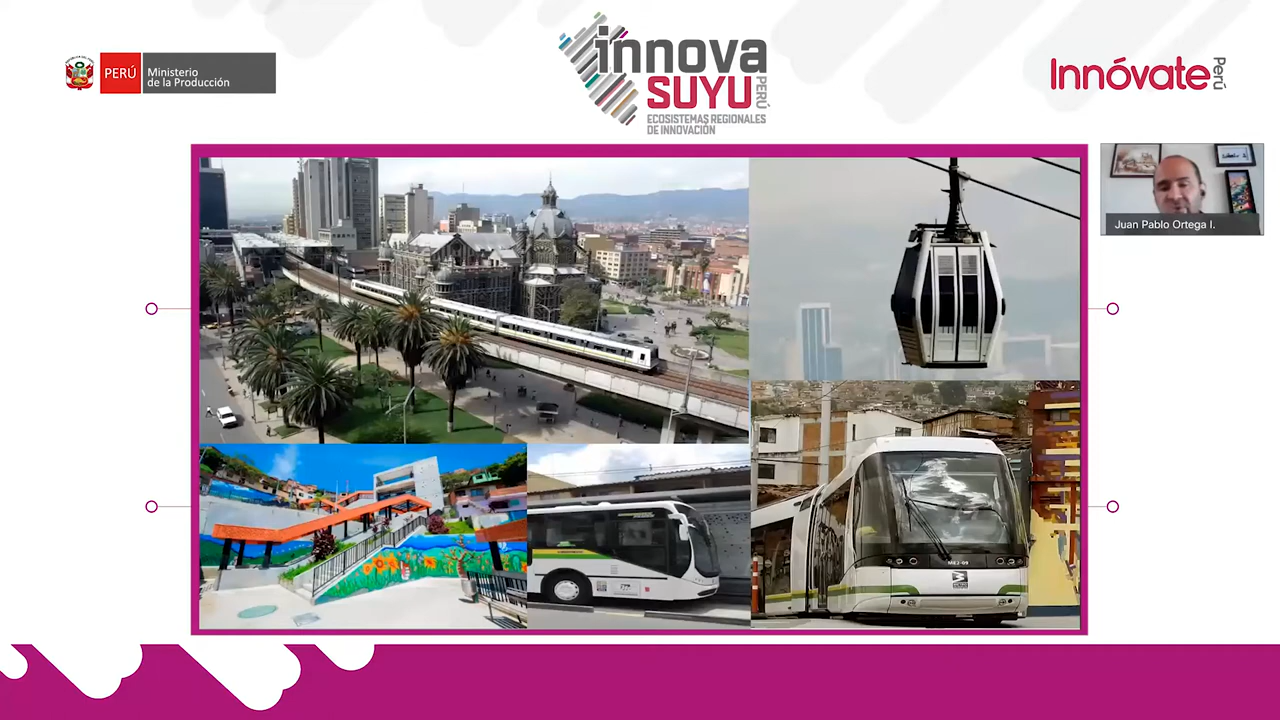 PERÚ
Ministerio
de la Producción
innova
SUYU
PERÚ
ECOSISTEMAS REGIONALES
DE INNOVACIÓN
Innóvate
Perú
Juan Pablo Ortega I.